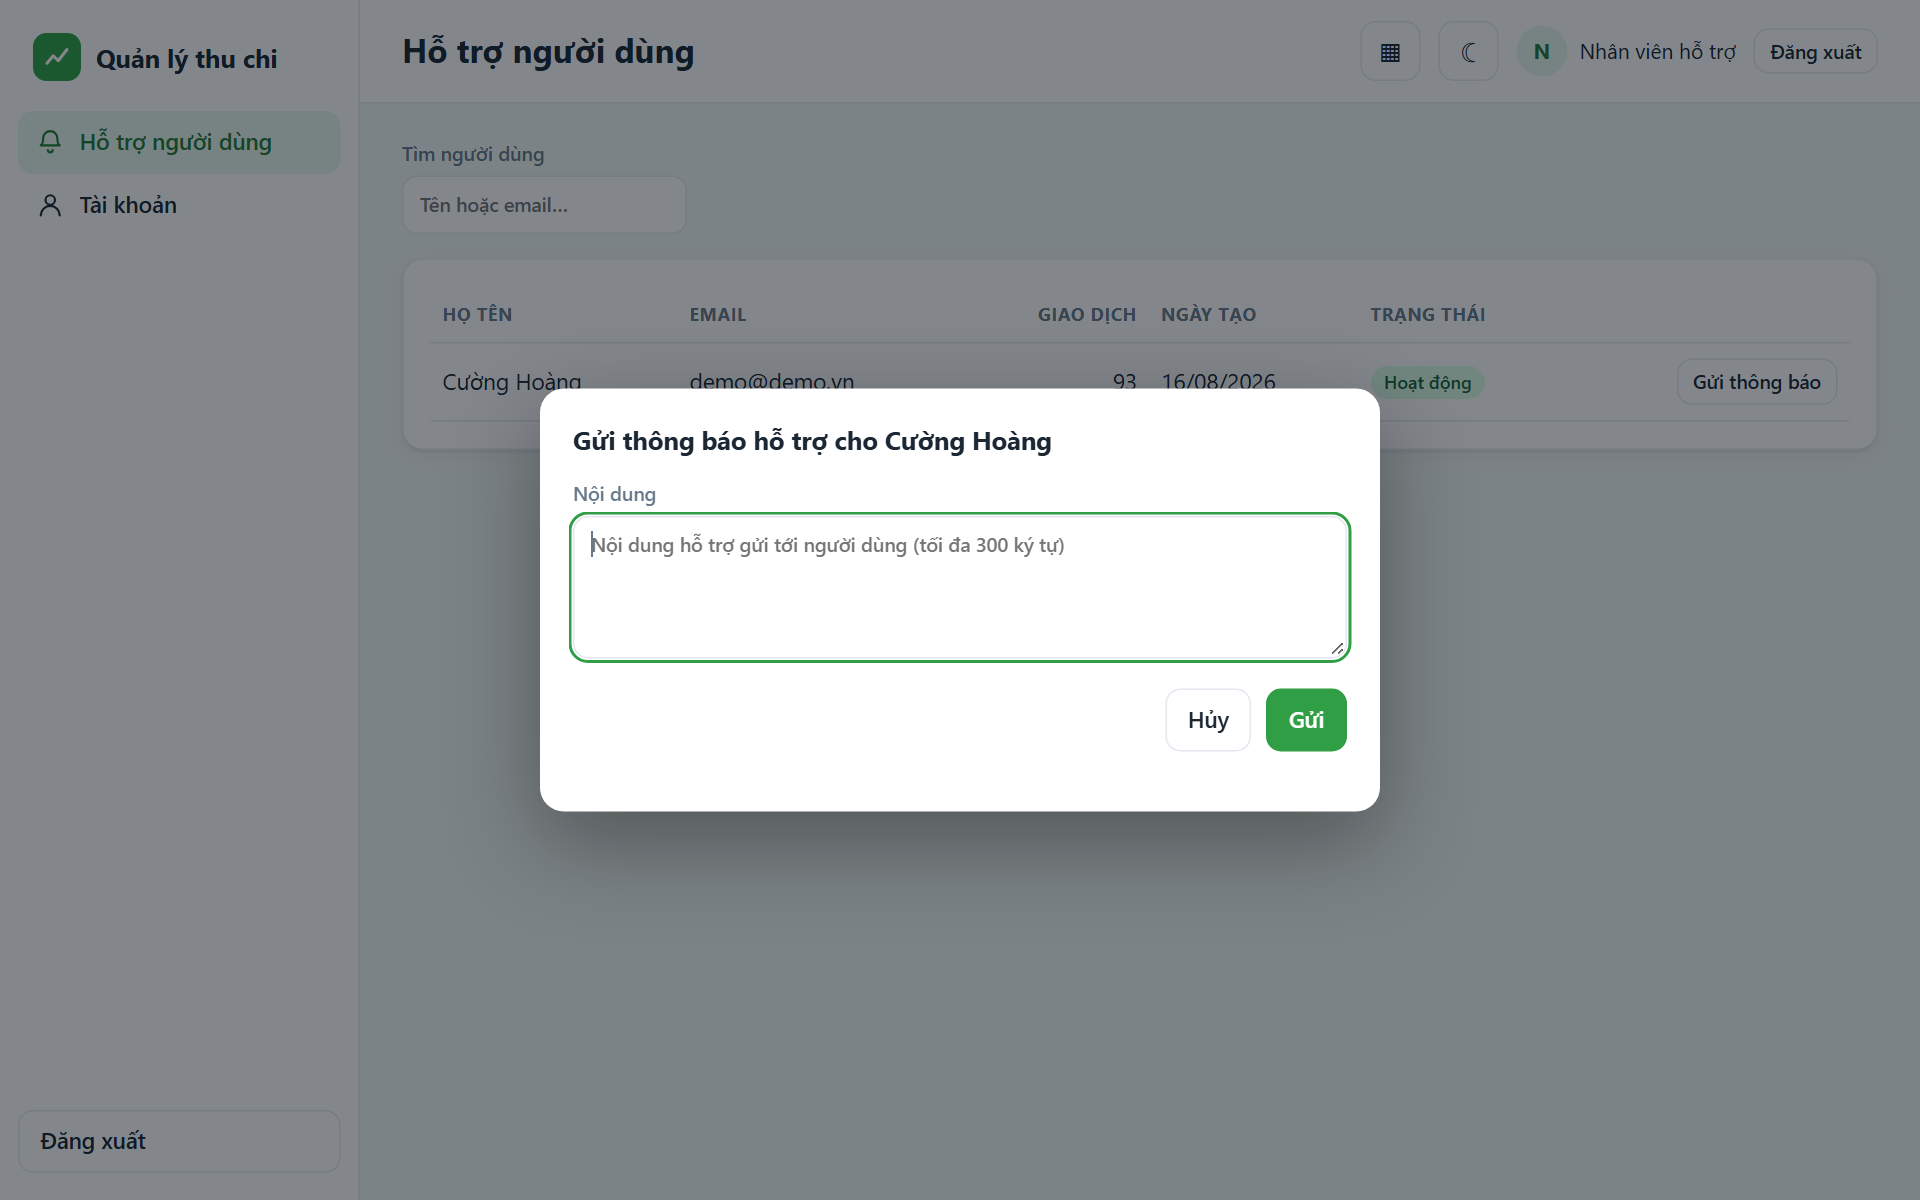 Quản lý thu chi
Hỗ trợ người dùng
Tài khoản
Đăng xuất
Hỗ trợ người dùng
N
Nhân viên hỗ trợ
Đăng xuất
Tìm người dùng
Tên hoặc email...
HỌ TÊN EMAIL GIAO DỊCH NGÀY TẠO TRẠNG THÁI
Cường Hoàng demo@demo.vn 93 16/08/2026 Hoạt động Gửi thông báo
Gửi thông báo hỗ trợ cho Cường Hoàng
Nội dung
Nội dung hỗ trợ gửi tới người dùng (tối đa 300 ký tự)
Hủy
Gửi